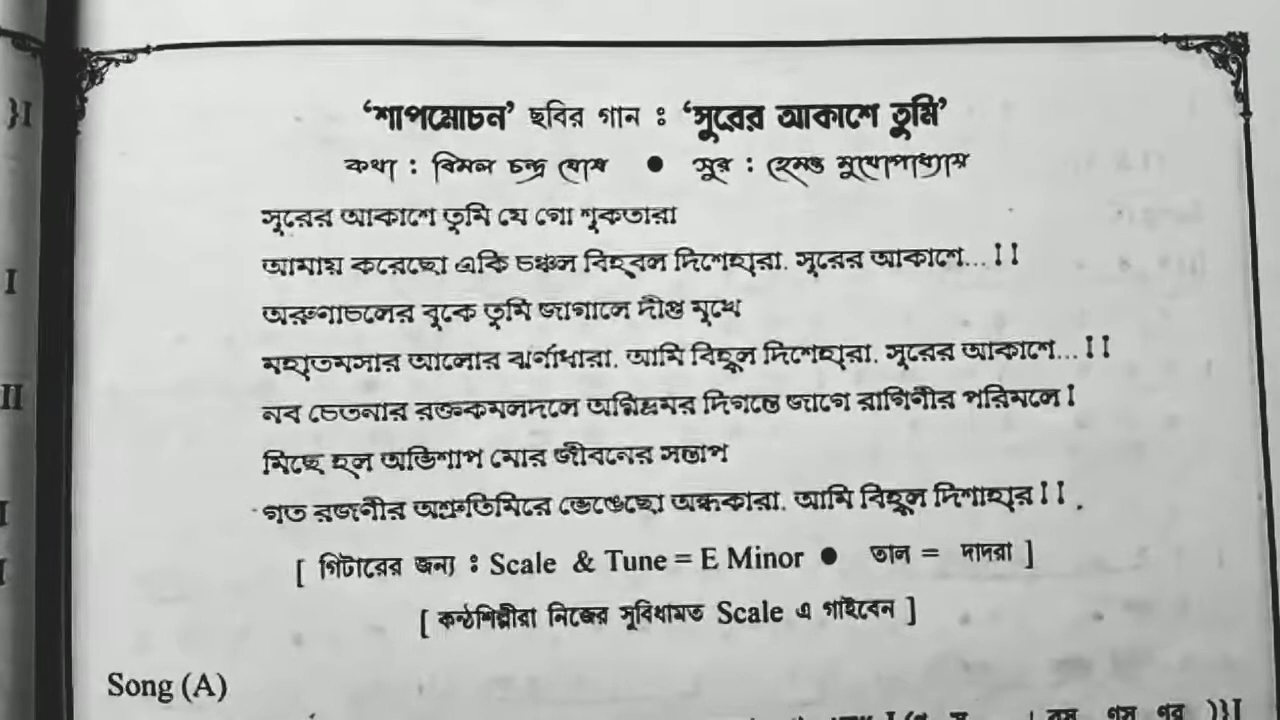 ‘শাপমোচন’ ছবির গান : ‘সুরের আকাশে তুমি’
কথা : বিমল চন্দ্র ঘোষ ● সুর : হেমন্ত মুখোপাধ্যায়
সুরের আকাশে তুমি যে গো শুকতারা
আমায় করেছো একি চঞ্চল বিহ্বল দিশেহারা. সুরের আকাশে...।।
অরুণাচলের বুকে তুমি জাগালে দীপ্ত মুখে
মহাতমসার আলোর ঝর্ণাধারা. আমি বিহ্বল দিশেহারা. সুরের আকাশে...।।
নব চেতনার রক্তকমলদলে অগ্নিভ্রমর দিগন্তে জাগে রাগিণীর পরিমলে।
মিছে হল অভিশাপ মোর জীবনের সন্তাপ
গত রজনীর অশ্রুতিমিরে ভেঙেছো অন্ধকারা. আমি বিহ্বল দিশাহার।।
[ গিটারের জন্য : Scale & Tune = E Minor ● তাল = দাদরা ]
[ কন্ঠশিল্পীরা নিজের সুবিধামত Scale এ গাইবেন ]
Song (A)